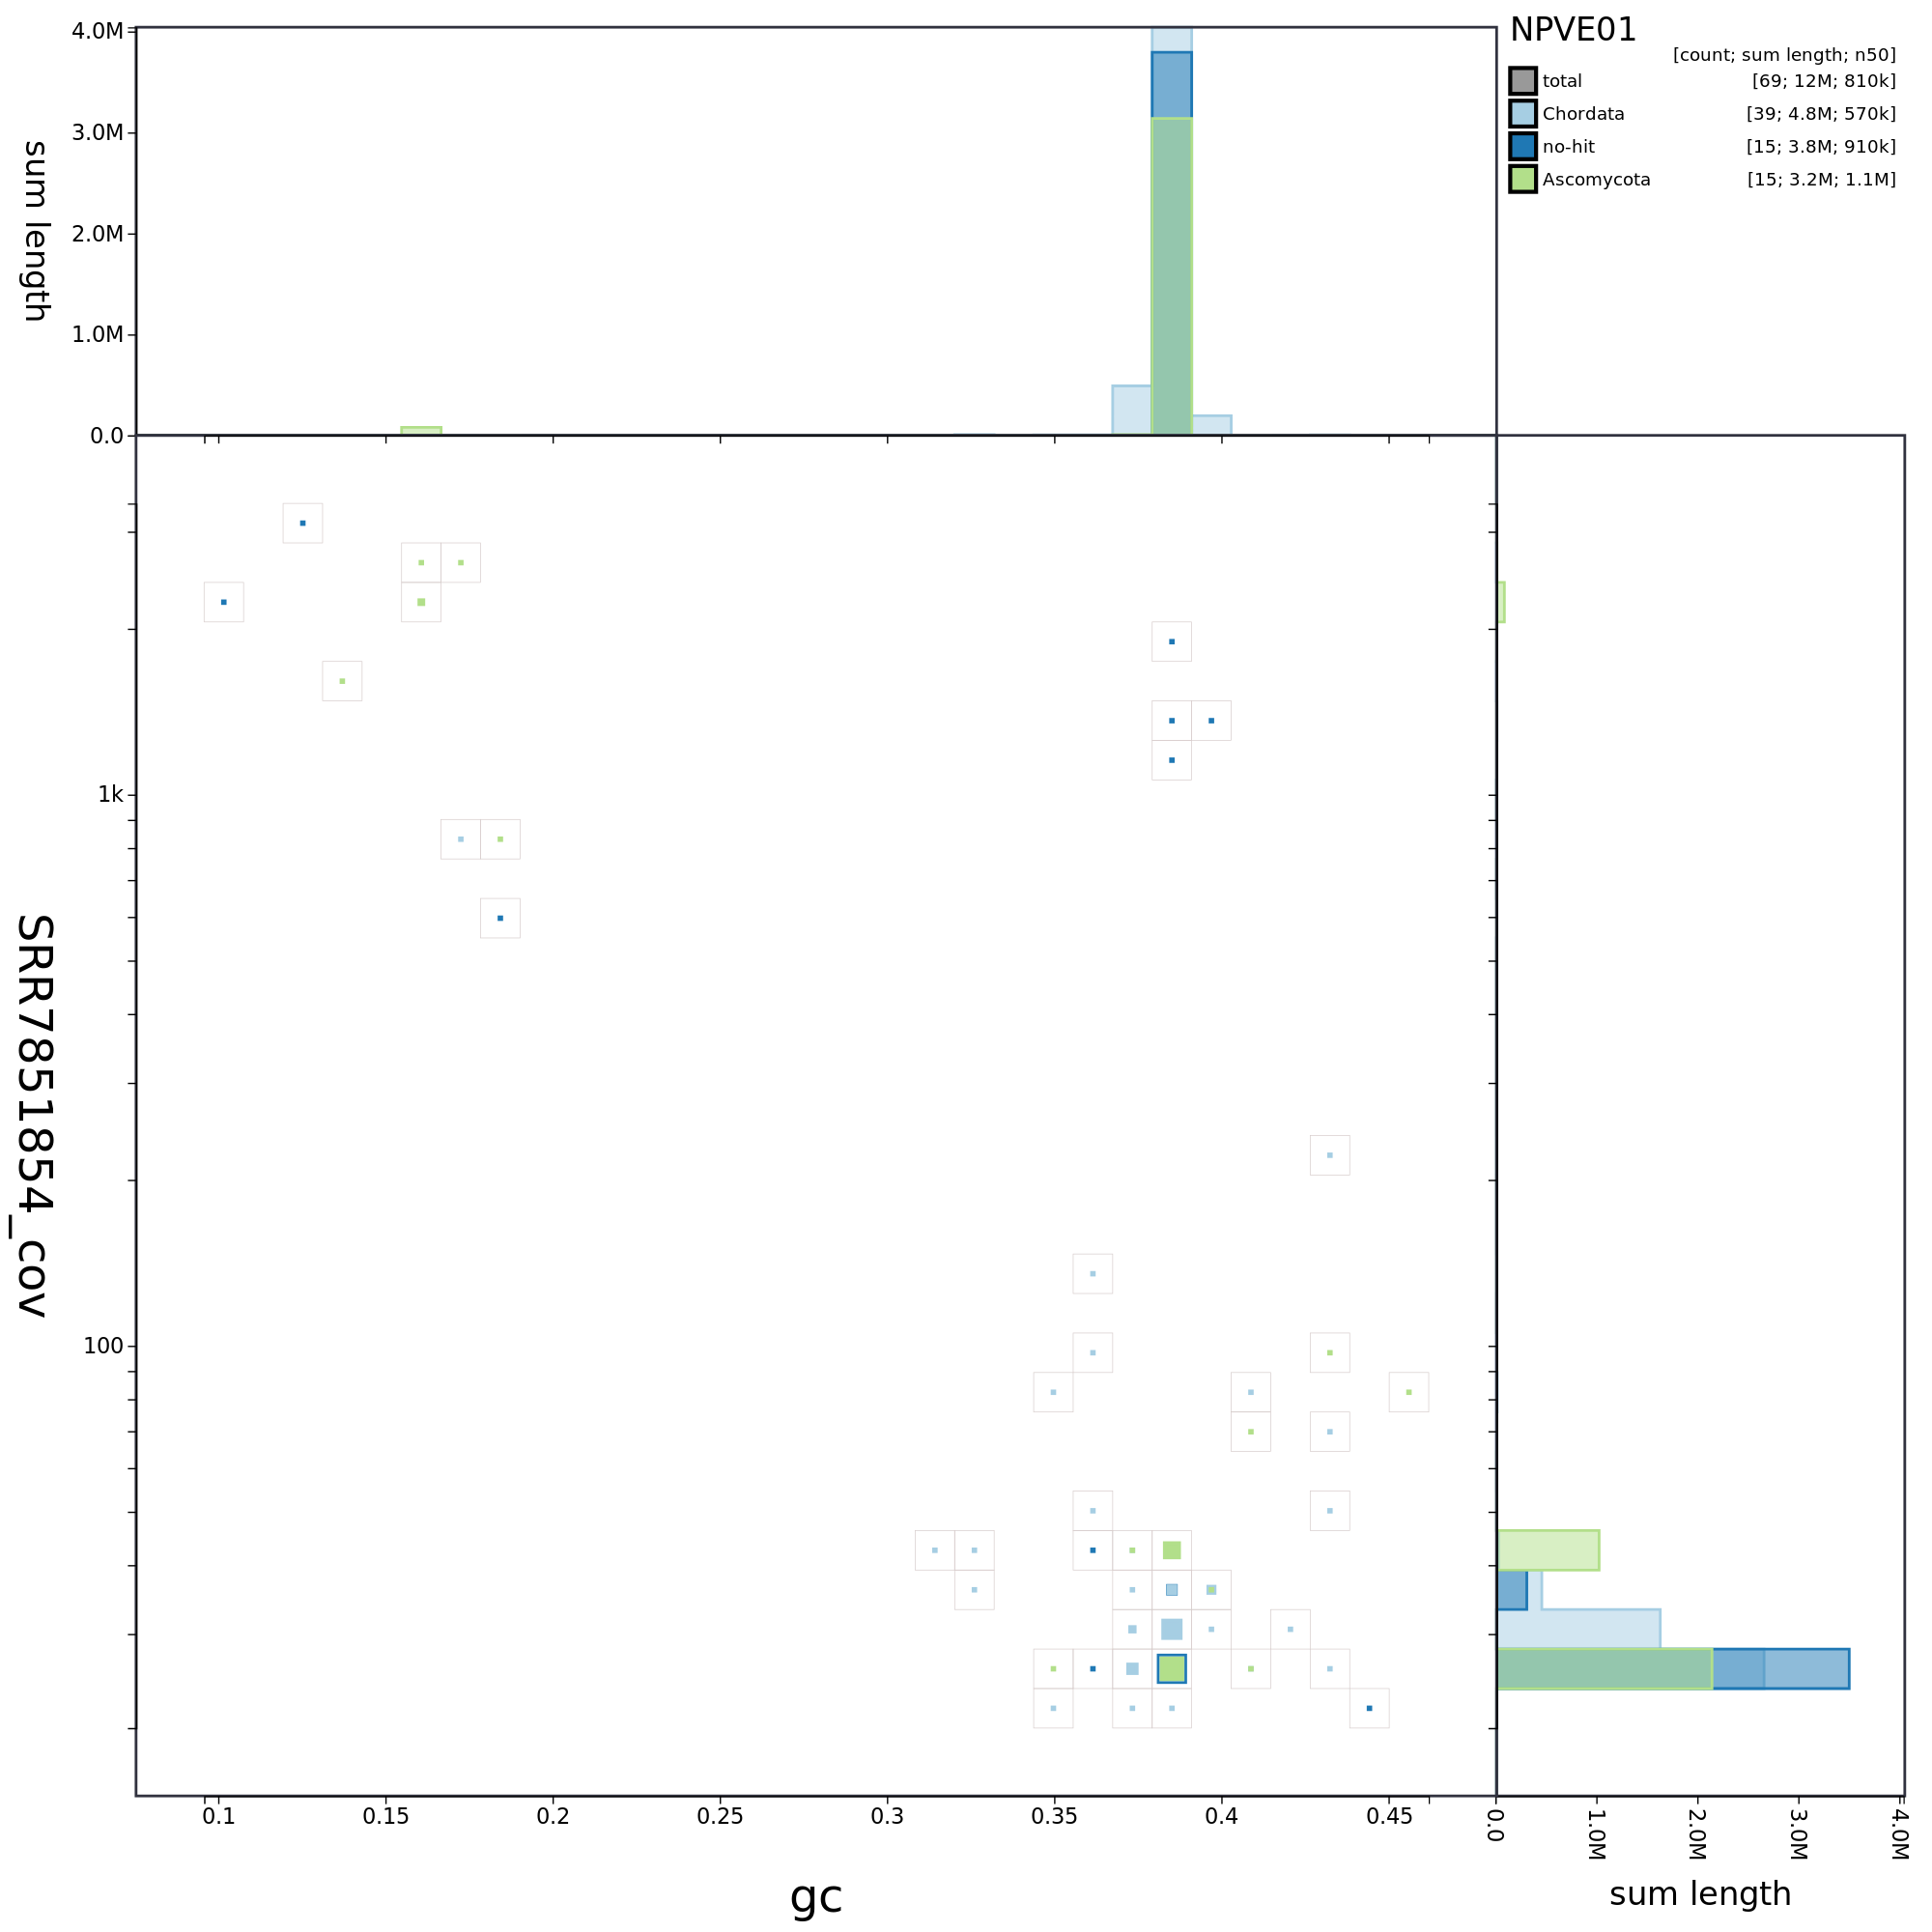 NPVE01
[count; sum length; n50]
total [69; 12M; 810k]
Chordata [39; 4.8M; 570k]
no-hit [15; 3.8M; 910k]
Ascomycota [15; 3.2M; 1.1M]
sum length
4.0M
3.0M
2.0M
1.0M
0.0
SRR7851854_cov
1k
100
0.1 0.15 0.2 0.25 0.3 0.35 0.4 0.45
gc
0.0 1.0M 2.0M 3.0M 4.0M
sum length